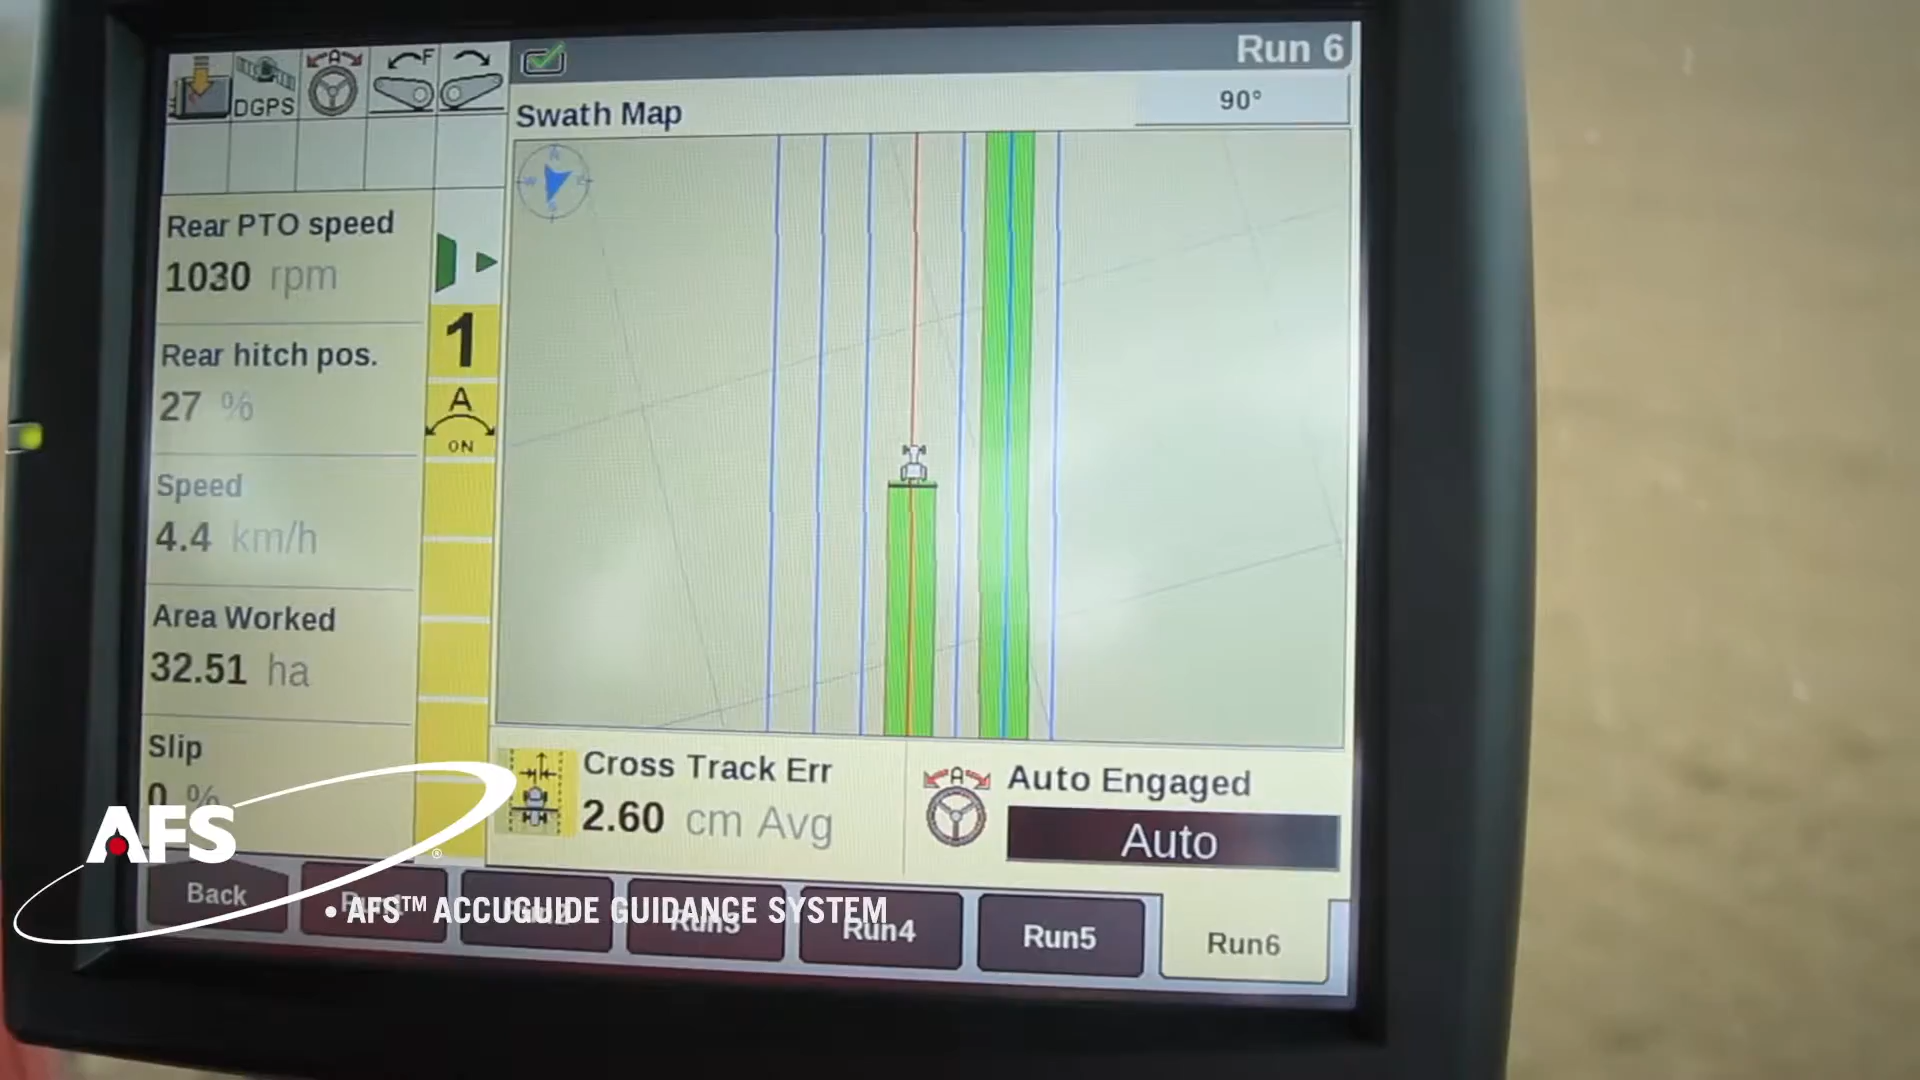 Run 6
DGPS
A
F
Swath Map
90°
N
W
E
S
Rear PTO speed
1030 rpm
1
Rear hitch pos.
27 %
A
ON
Speed
4.4 km/h
Area Worked
32.51 ha
Slip
0 %
Cross Track Err
2.60 cm Avg
A
Auto Engaged
Auto
AFS®
• AFS™ ACCUGUIDE GUIDANCE SYSTEM
Back
Run3
Run4
Run5
Run6